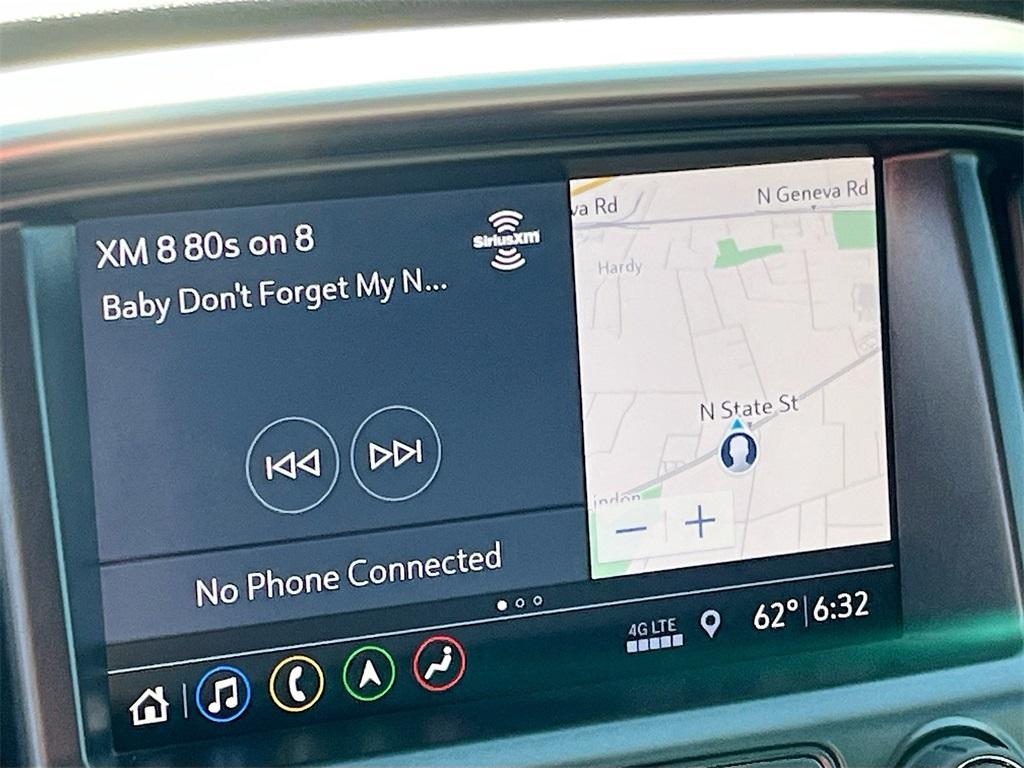 XM 8 80s on 8
SiriusXM
Baby Don't Forget My N...
va Rd
N Geneva Rd
Hardy
N State St
indon
No Phone Connected
4G LTE
62° 6:32